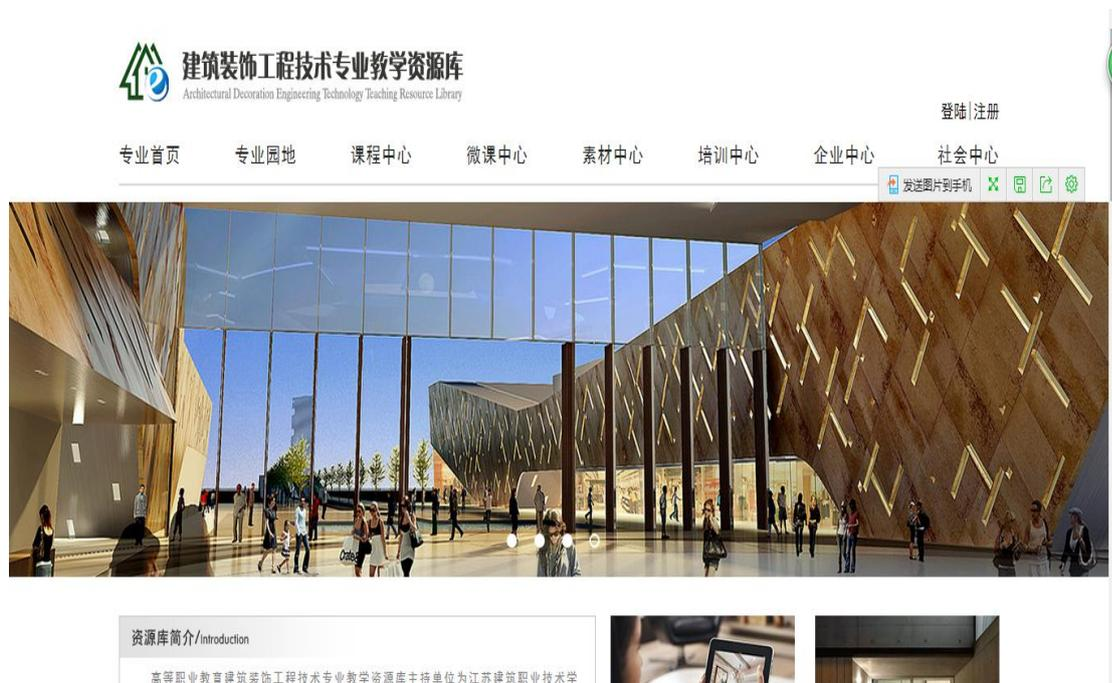 建筑装饰工程技术专业教学资源库
Architectural Decoration Engineering Technology Teaching Resource Library
登陆|注册
专业首页 专业园地 课程中心 微课中心 素材中心 培训中心 企业中心 社会中心
发送图片到手机
Crate
资源库简介/Introduction
高等职业教育建筑装饰工程技术专业教学资源库主持单位为江苏建筑职业技术学